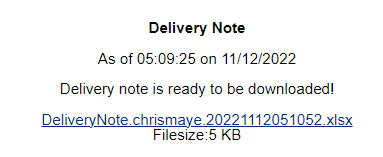 Delivery Note
As of 05:09:25 on 11/12/2022
Delivery note is ready to be downloaded!
DeliveryNote.chrismaye.20221112051052.xlsx
Filesize:5 KB